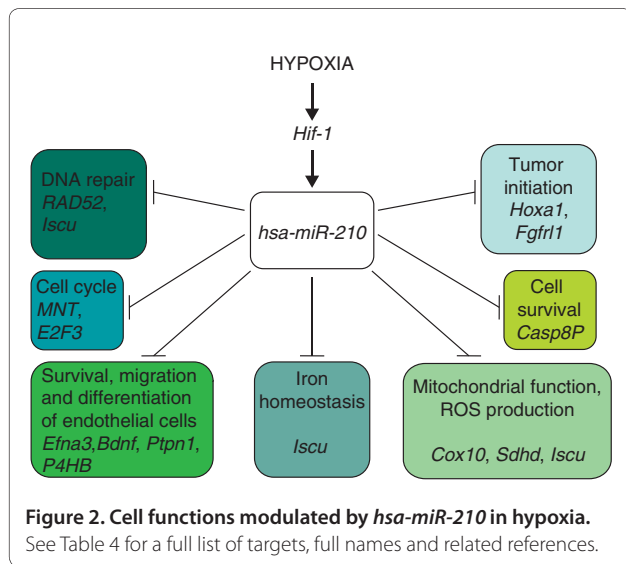 HYPOXIA
Hif-1
hsa-miR-210
DNA repair
RAD52,
Iscu
Tumor
initiation
Hoxa1,
Fgfrl1
Cell cycle
MNT,
E2F3
Cell
survival
Casp8P
Survival, migration
and differentiation
of endothelial cells
Efna3,Bdnf, Ptpn1,
P4HB
Iron
homeostasis
Iscu
Mitochondrial function,
ROS production
Cox10, Sdhd, Iscu
Figure 2. Cell functions modulated by hsa-miR-210 in hypoxia.
See Table 4 for a full list of targets, full names and related references.